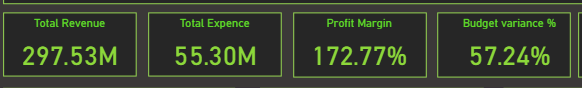 Total Revenue
297.53M
Total Expence
55.30M
Profit Margin
172.77%
Budget variance %
57.24%